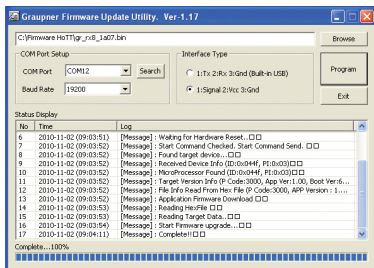 Graupner Firmware Update Utility. Ver-1.17
C:\Firmware HoTT\gr_rx8_1a07.bin
Browse
COM Port Setup
Interface Type
COM Port
COM12
Search
1:Tx 2:Rx 3:Gnd (Built-in USB)
Program
Baud Rate
19200
1:Signal 2:Vcc 3:Gnd
Exit
Status Display
No Time Log
6 2010-11-02 (09:03:51) [Message] : Waiting for Hardware Reset..□□
7 2010-11-02 (09:03:51) [Message] : Start Command Checked. Start Command Send. □□
8 2010-11-02 (09:03:52) [Message] : Found target device...□□
9 2010-11-02 (09:03:52) [Message] : Received Device Info (ID:0x044f, PI:0x03)□□
10 2010-11-02 (09:03:52) [Message] : MicroProcessor Found (ID:0x044f, PI:0x03)□□
11 2010-11-02 (09:03:52) [Message] : Target Version Info (P Code:3000, App Ver:1.00, Boot Ver:6...
12 2010-11-02 (09:03:52) [Message] : File Info Read From Hex File (P Code:3000, APP Version : 1....
13 2010-11-02 (09:03:52) [Message] : Application Firmware Download □□
14 2010-11-02 (09:03:53) [Message] : Reading HexFile □□
15 2010-11-02 (09:03:53) [Message] : Reading Target Data...□□
16 2010-11-02 (09:03:54) [Message] : Start Firmware upgrade...□□
17 2010-11-02 (09:04:11) [Message] : Complete!!□□
Complete...100%